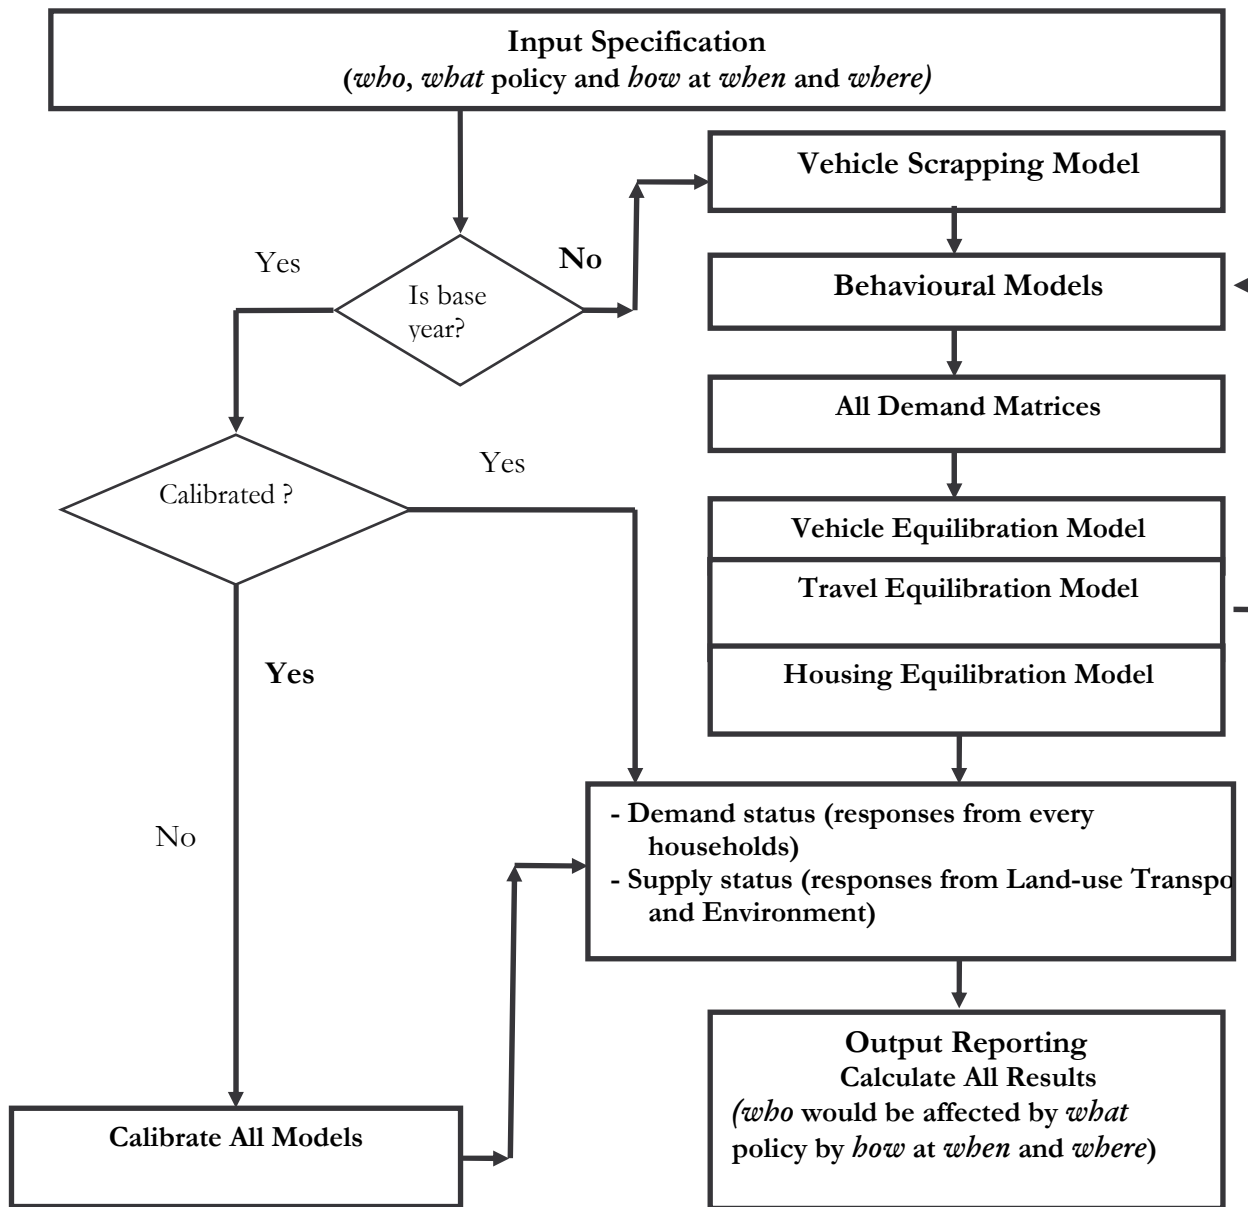 Input Specification
(who, what policy and how at when and where)
Vehicle Scrapping Model
Yes
No
Is base
year?
Behavioural Models
All Demand Matrices
Yes
Calibrated ?
Vehicle Equilibration Model
Travel Equilibration Model
Yes
Housing Equilibration Model
- Demand status (responses from every
households)
- Supply status (responses from Land-use Transpo
and Environment)
No
Output Reporting
Calculate All Results
(who would be affected by what
policy by how at when and where)
Calibrate All Models